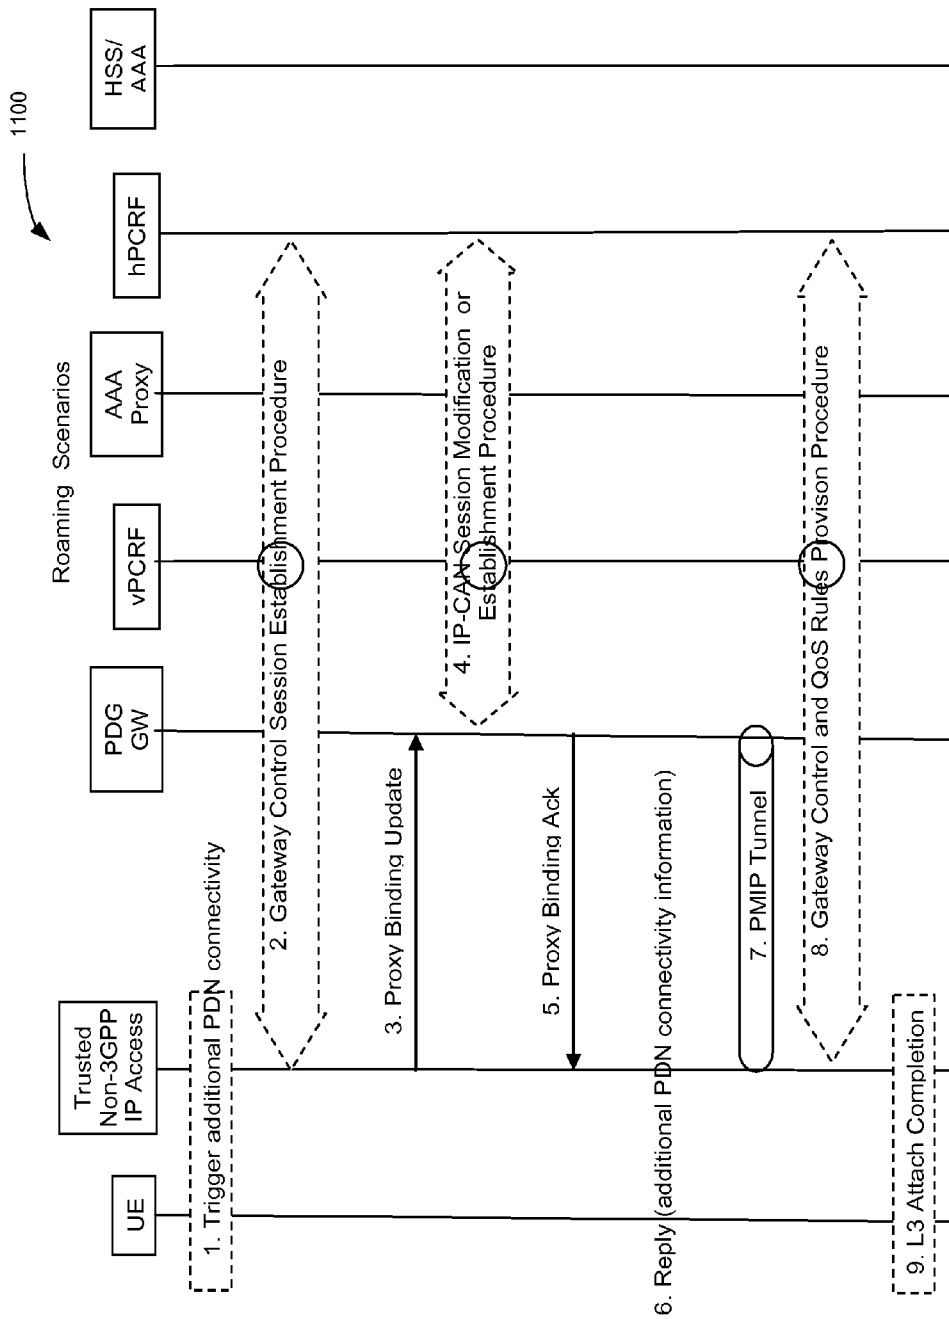 1100
Roaming Scenarios
UE
Trusted
Non-3GPP
IP Access
PDG
GW
vPCRF
AAA
Proxy
hPCRF
HSS/
AAA
1. Trigger additional PDN connectivity
2. Gateway Control Session Establishment Procedure
3. Proxy Binding Update
4. IP-CAN Session Modification or
Establishment Procedure
5. Proxy Binding Ack
6. Reply (additional PDN connectivity information)
7. PMIP Tunnel
8. Gateway Control and QoS Rules Provison Procedure
9. L3 Attach Completion